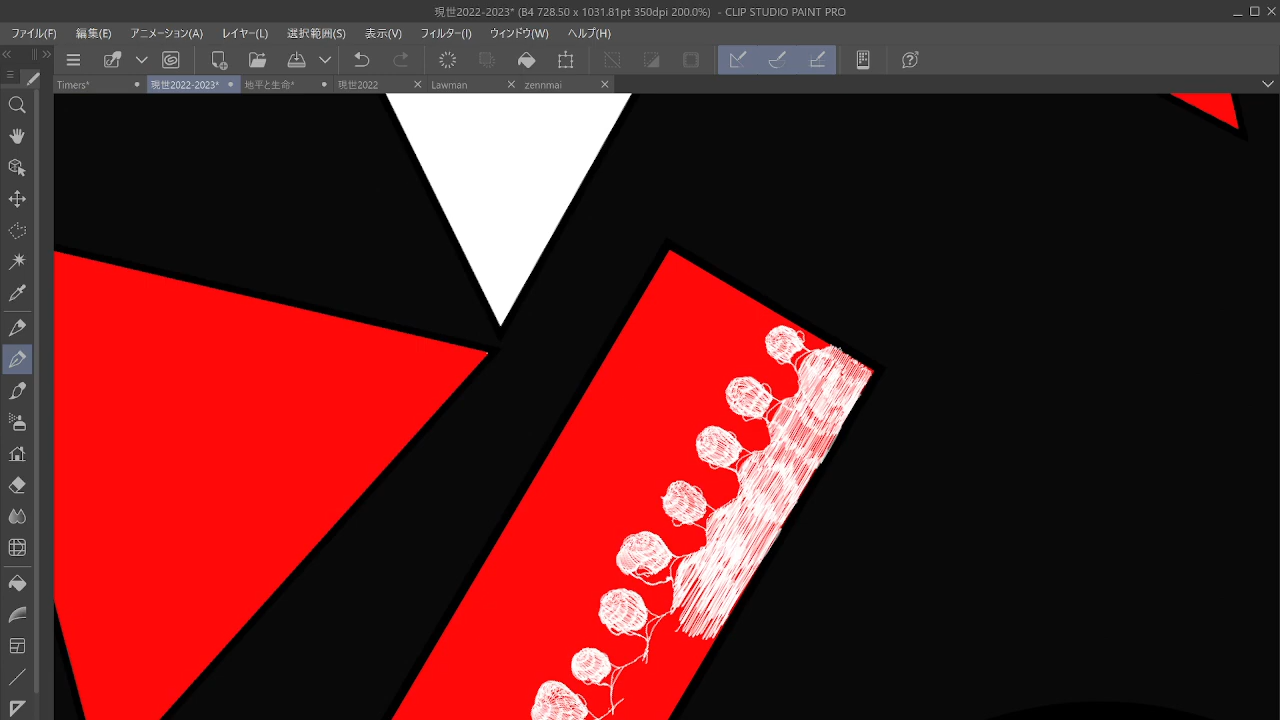 現世2022-2023* (B4 728.50 x 1031.81pt 350dpi 200.0%) - CLIP STUDIO PAINT PRO
ファイル(F) 編集(E) アニメーション(A) レイヤー(L) 選択範囲(S) 表示(V) フィルター(I) ウィンドウ(W) ヘルプ(H)
Timers* 現世2022-2023* 地平と生命* 現世2022 Lawman zennmai